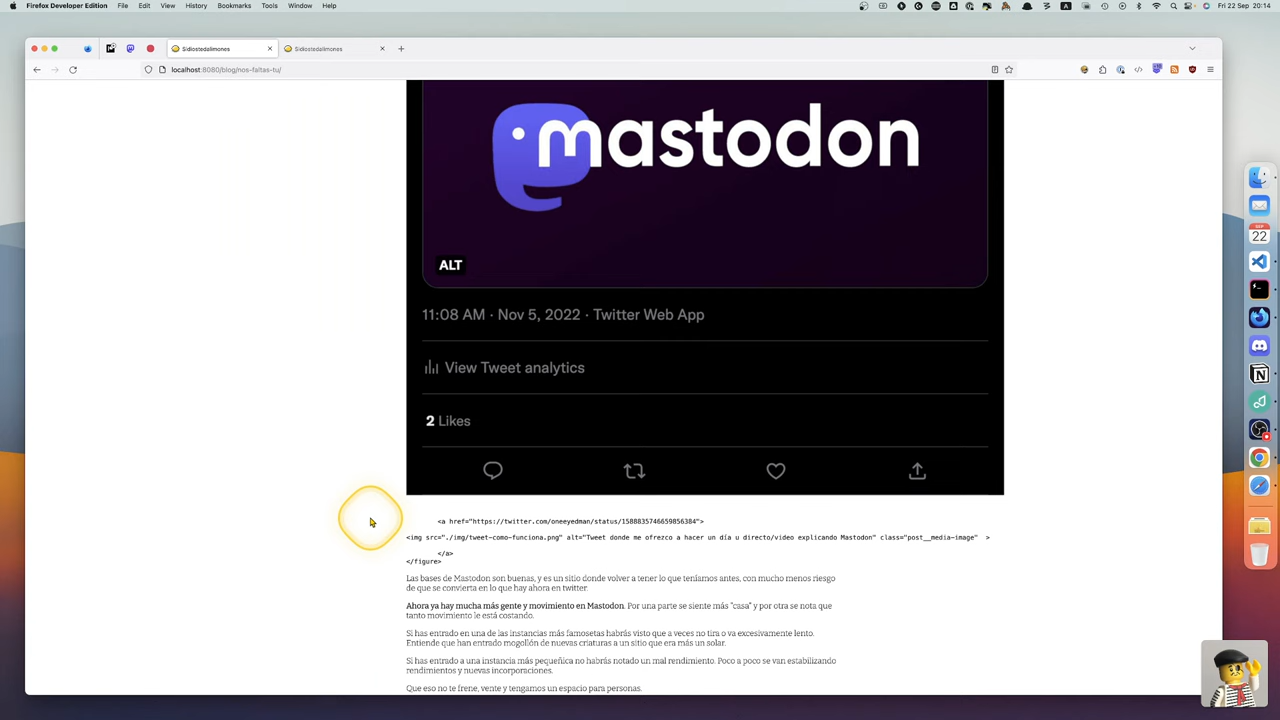 Firefox Developer Edition File Edit View History Bookmarks Tools Window Help
Fri 22 Sep 20:14
Sidiostedalimones
Sidiostedalimones
localhost:8080/blog/nos-faltas-tu/
mastodon
ALT
11:08 AM · Nov 5, 2022 · Twitter Web App
View Tweet analytics
2 Likes
<a href="https://twitter.com/oneeyedman/status/1588835746659856384">
<img src="./img/tweet-como-funciona.png" alt="Tweet donde me ofrezco a hacer un día u directo/video explicando Mastodon" class="post__media-image" >
</a>
</figure>
Las bases de Mastodon son buenas, y es un sitio donde volver a tener lo que teníamos antes, con mucho menos riesgo
de que se convierta en lo que hay ahora en twitter.
Ahora ya hay mucha más gente y movimiento en Mastodon. Por una parte se siente más "casa" y por otra se nota que
tanto movimiento le está costando.
Si has entrado en una de las instancias más famosetas habrás visto que a veces no tira o va excesivamente lento.
Entiende que han entrado mogollón de nuevas criaturas a un sitio que era más un solar.
Si has entrado a una instancia más pequeñica no habrás notado un mal rendimiento. Poco a poco se van estabilizando
rendimientos y nuevas incorporaciones.
Que eso no te frene, vente y tengamos un espacio para personas.
SEP
22